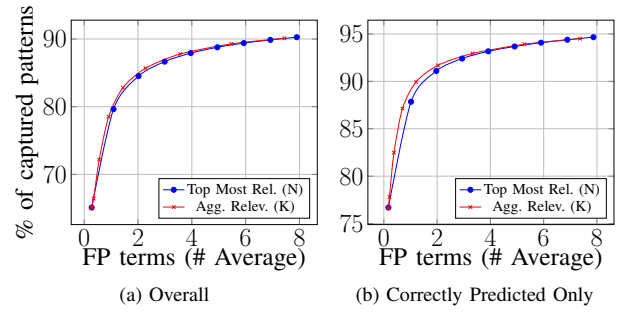 % of captured patterns
90
80
70
Top Most Rel. (N)
Agg. Relev. (K)
0 2 4 6 8
FP terms (# Average)
(a) Overall
95
90
85
80
75
Top Most Rel. (N)
Agg. Relev. (K)
0 2 4 6 8
FP terms (# Average)
(b) Correctly Predicted Only